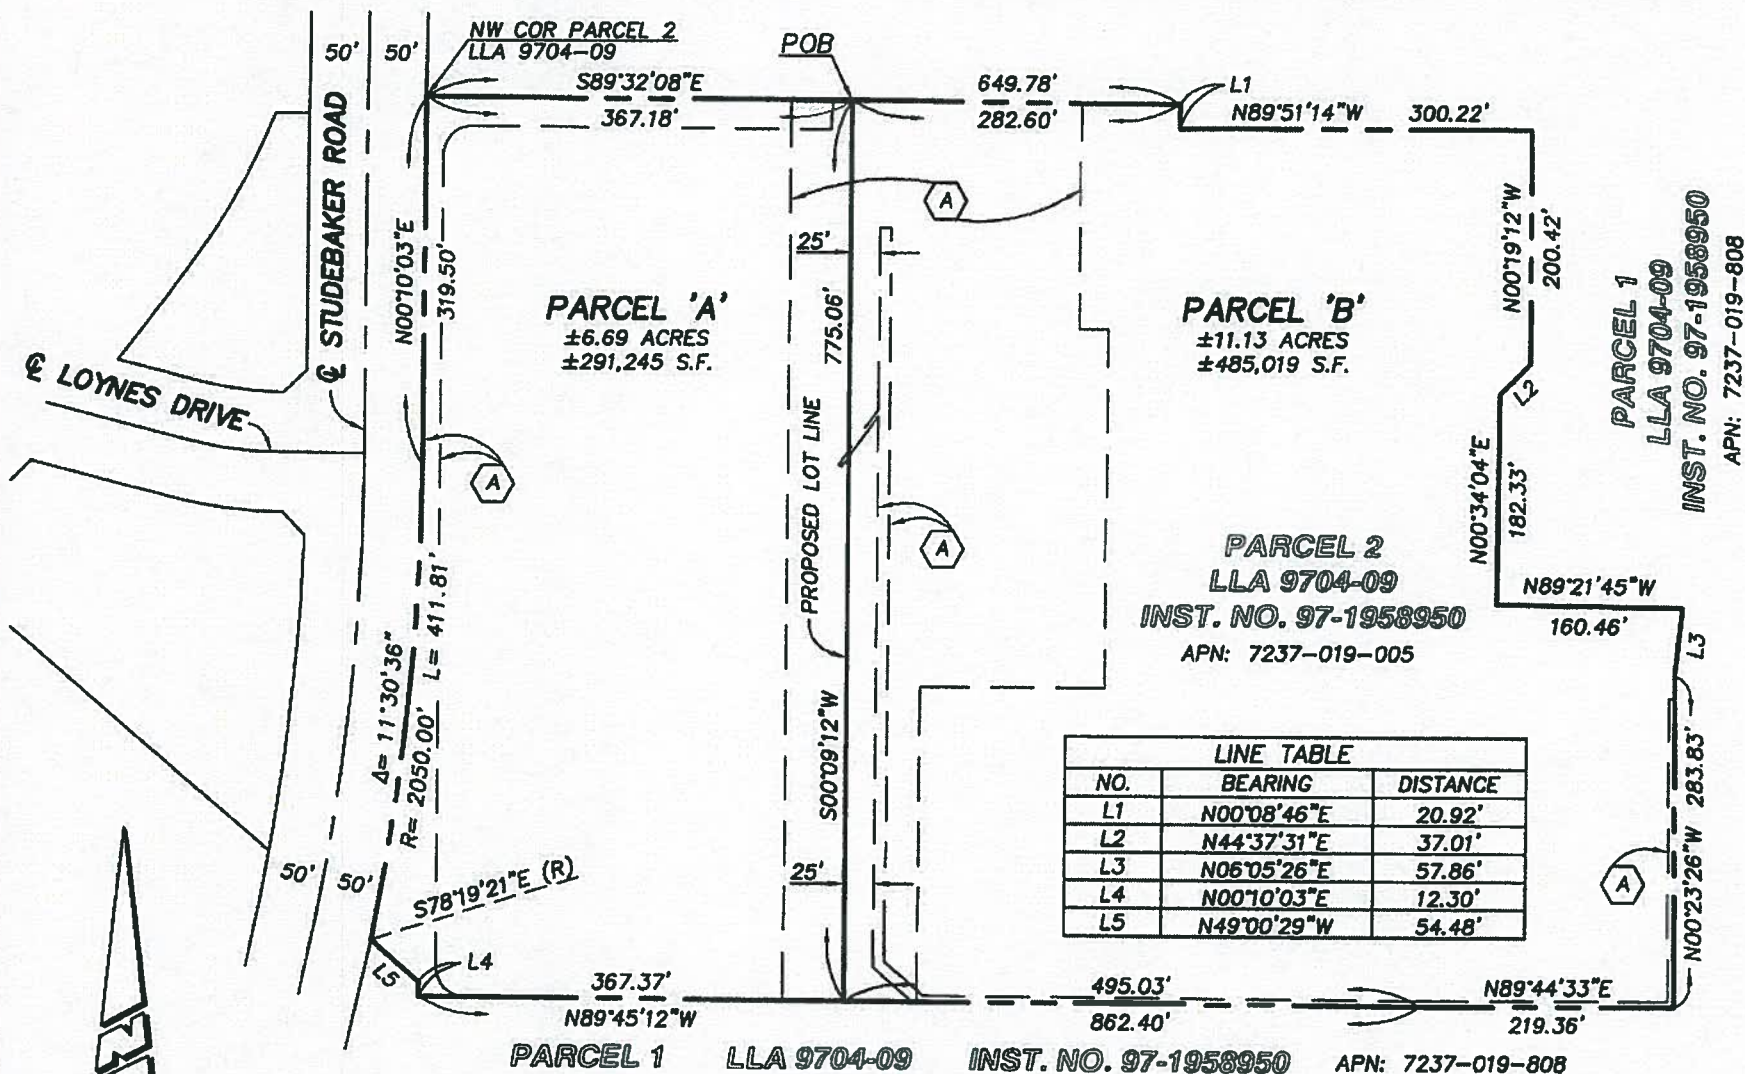 NW COR PARCEL 2
LLA 9704-09
POB
50' 50'
S89°32'08"E
367.18'
649.78'
282.60'
L1
N89°51'14"W 300.22'
℄ STUDEBAKER ROAD
N00°10'03"E
319.50'
A
25'
N00°19'12"W
200.42'
PARCEL 'A'
±6.69 ACRES
±291,245 S.F.
775.06'
PARCEL 'B'
±11.13 ACRES
±485,019 S.F.
PARCEL 1
LLA 9704-09
INST. NO. 97-1958950
APN: 7237-019-808
℄ LOYNES DRIVE
L2
A
PROPOSED LOT LINE
A
N00°34'04"E
182.33'
PARCEL 2
LLA 9704-09
INST. NO. 97-1958950
APN: 7237-019-005
N89°21'45"W
160.46'
L3
Δ= 11°30'36"
R= 2050.00'
L= 411.81'
S00°09'12"W
LINE TABLE
NO. BEARING DISTANCE
L1 N00°08'46"E 20.92'
L2 N44°37'31"E 37.01'
L3 N06°05'26"E 57.86'
L4 N00°10'03"E 12.30'
L5 N49°00'29"W 54.48'
N00°23'26"W 283.83'
A
50' 50'
25'
S78°19'21"E (R)
L5
L4
367.37'
N89°45'12"W
495.03'
862.40'
N89°44'33"E
219.36'
PARCEL 1 LLA 9704-09 INST. NO. 97-1958950 APN: 7237-019-808